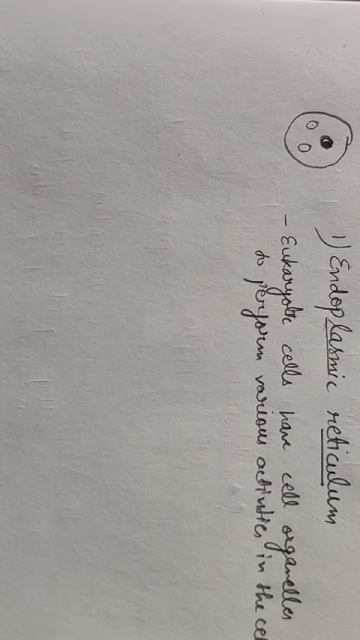 1) Endoplasmic reticulum
- Eukaryotic cells have cell organelles
to perform various activities in the